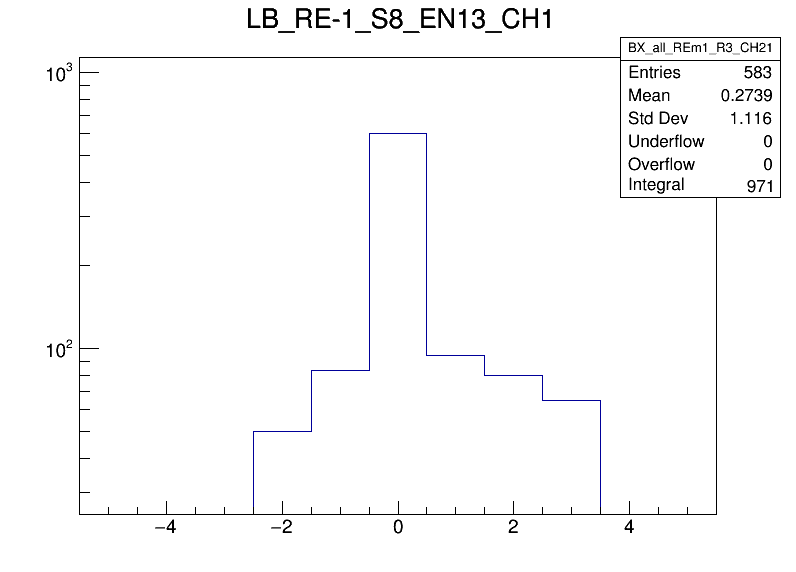 LB_RE-1_S8_EN13_CH1
BX_all_REm1_R3_CH21
Entries 583
Mean 0.2739
Std Dev 1.116
Underflow 0
Overflow 0
Integral 971
10³
10²
−4 −2 0 2 4